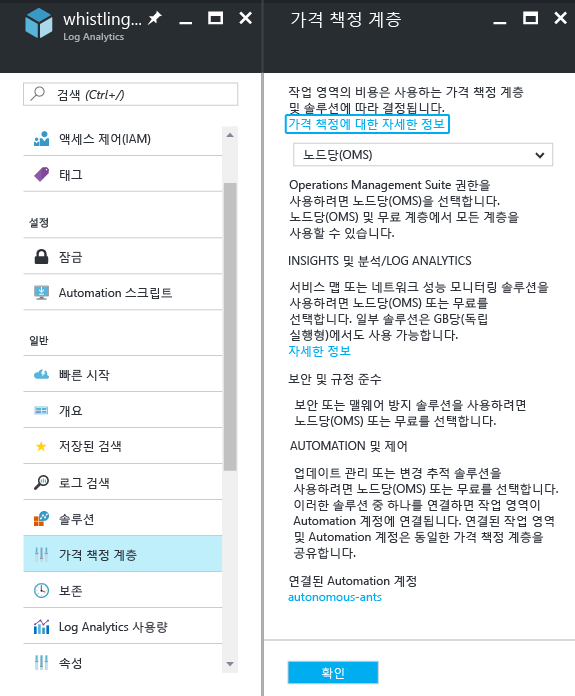 whistling...
Log Analytics
검색 (Ctrl+/)
액세스 제어(IAM)
태그
설정
잠금
Automation 스크립트
일반
빠른 시작
개요
저장된 검색
로그 검색
솔루션
가격 책정 계층
보존
Log Analytics 사용량
속성
가격 책정 계층
작업 영역의 비용은 사용하는 가격 책정 계층
및 솔루션에 따라 결정됩니다.
가격 책정에 대한 자세한 정보
노드당(OMS)
Operations Management Suite 권한을
사용하려면 노드당(OMS)을 선택합니다.
노드당(OMS) 및 무료 계층에서 모든 계층을
사용할 수 있습니다.
INSIGHTS 및 분석/LOG ANALYTICS
서비스 맵 또는 네트워크 성능 모니터링 솔루션을
사용하려면 노드당(OMS) 또는 무료를
선택합니다. 일부 솔루션은 GB당(독립
실행형)에서도 사용 가능합니다.
자세한 정보
보안 및 규정 준수
보안 또는 맬웨어 방지 솔루션을 사용하려면
노드당(OMS) 또는 무료를 선택합니다.
AUTOMATION 및 제어
업데이트 관리 또는 변경 추적 솔루션을
사용하려면 노드당(OMS) 또는 무료를 선택합니다.
이러한 솔루션 중 하나를 연결하면 작업 영역이
Automation 계정에 연결됩니다. 연결된 작업 영역
및 Automation 계정은 동일한 가격 책정 계층을
공유합니다.
연결된 Automation 계정
autonomous-ants
확인